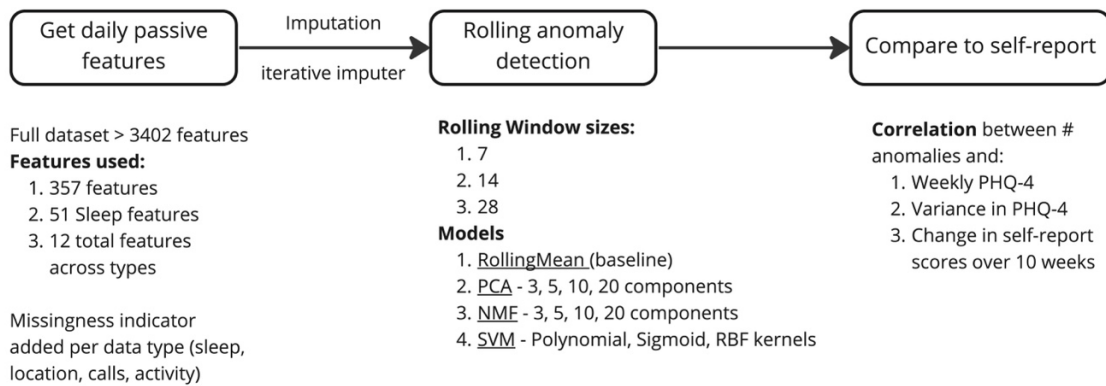 Get daily passive
features
Imputation
iterative imputer
Rolling anomaly
detection
Compare to self-report
Full dataset > 3402 features
Features used:
1. 357 features
2. 51 Sleep features
3. 12 total features
across types
Missingness indicator
added per data type (sleep,
location, calls, activity)
Rolling Window sizes:
1. 7
2. 14
3. 28
Models
1. RollingMean (baseline)
2. PCA - 3, 5, 10, 20 components
3. NMF - 3, 5, 10, 20 components
4. SVM - Polynomial, Sigmoid, RBF kernels
Correlation between #
anomalies and:
1. Weekly PHQ-4
2. Variance in PHQ-4
3. Change in self-report
scores over 10 weeks